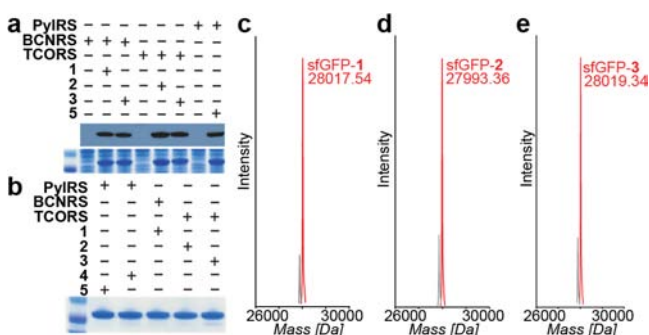 a
PylRS − − − − − − + +
BCNRS + + + − − − − −
TCORS − − − + + + − −
1 − + − − − − − −
2 − − − − + − − −
3 − − + − − + − −
5 − − − − − − − +
b
PylRS + + − − −
BCNRS − − + − −
TCORS − − − + +
1 − − + − −
2 − − − + −
3 − − − − +
4 − + − − −
5 + − − − −
c
Intensity
sfGFP-1
28017.54
26000 30000
Mass [Da]
d
Intensity
sfGFP-2
27993.36
26000 30000
Mass [Da]
e
Intensity
sfGFP-3
28019.34
26000 30000
Mass [Da]